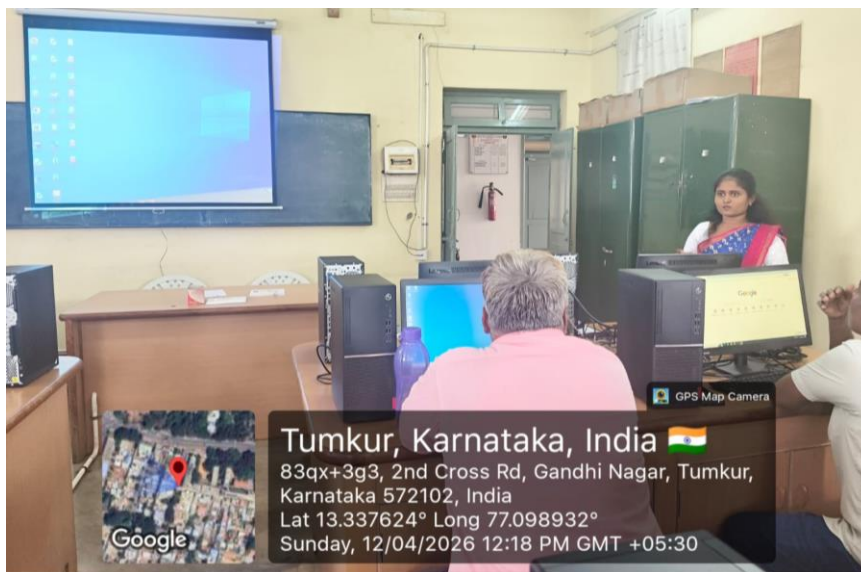 Google
GPS Map Camera
Tumkur, Karnataka, India
83qx+3g3, 2nd Cross Rd, Gandhi Nagar, Tumkur,
Karnataka 572102, India
Lat 13.337624° Long 77.098932°
Sunday, 12/04/2026 12:18 PM GMT +05:30
Google